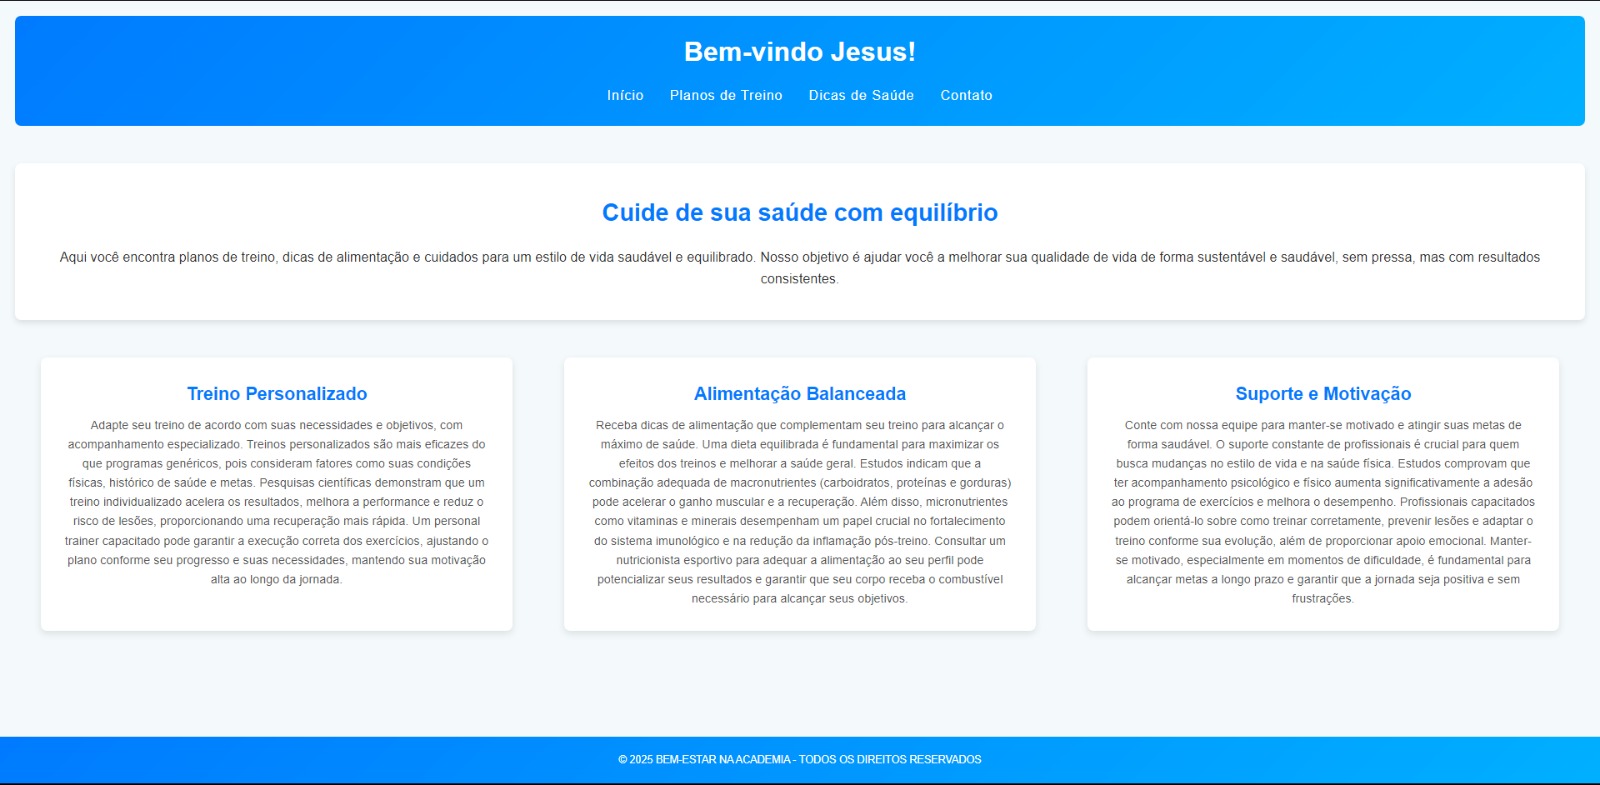 Bem-vindo Jesus!
Início Planos de Treino Dicas de Saúde Contato
Cuide de sua saúde com equilíbrio
Aqui você encontra planos de treino, dicas de alimentação e cuidados para um estilo de vida saudável e equilibrado. Nosso objetivo é ajudar você a melhorar sua qualidade de vida de forma sustentável e saudável, sem pressa, mas com resultados
consistentes.
Treino Personalizado
Adapte seu treino de acordo com suas necessidades e objetivos, com
acompanhamento especializado. Treinos personalizados são mais eficazes do
que programas genéricos, pois consideram fatores como suas condições
físicas, histórico de saúde e metas. Pesquisas científicas demonstram que um
treino individualizado acelera os resultados, melhora a performance e reduz o
risco de lesões, proporcionando uma recuperação mais rápida. Um personal
trainer capacitado pode garantir a execução correta dos exercícios, ajustando o
plano conforme seu progresso e suas necessidades, mantendo sua motivação
alta ao longo da jornada.
Alimentação Balanceada
Receba dicas de alimentação que complementam seu treino para alcançar o
máximo de saúde. Uma dieta equilibrada é fundamental para maximizar os
efeitos dos treinos e melhorar a saúde geral. Estudos indicam que a
combinação adequada de macronutrientes (carboidratos, proteínas e gorduras)
pode acelerar o ganho muscular e a recuperação. Além disso, micronutrientes
como vitaminas e minerais desempenham um papel crucial no fortalecimento
do sistema imunológico e na redução da inflamação pós-treino. Consultar um
nutricionista esportivo para adequar a alimentação ao seu perfil pode
potencializar seus resultados e garantir que seu corpo receba o combustível
necessário para alcançar seus objetivos.
Suporte e Motivação
Conte com nossa equipe para manter-se motivado e atingir suas metas de
forma saudável. O suporte constante de profissionais é crucial para quem
busca mudanças no estilo de vida e na saúde física. Estudos comprovam que
ter acompanhamento psicológico e físico aumenta significativamente a adesão
ao programa de exercícios e melhora o desempenho. Profissionais capacitados
podem orientá-lo sobre como treinar corretamente, prevenir lesões e adaptar o
treino conforme sua evolução, além de proporcionar apoio emocional. Manter-
se motivado, especialmente em momentos de dificuldade, é fundamental para
alcançar metas a longo prazo e garantir que a jornada seja positiva e sem
frustrações.
© 2025 BEM-ESTAR NA ACADEMIA - TODOS OS DIREITOS RESERVADOS